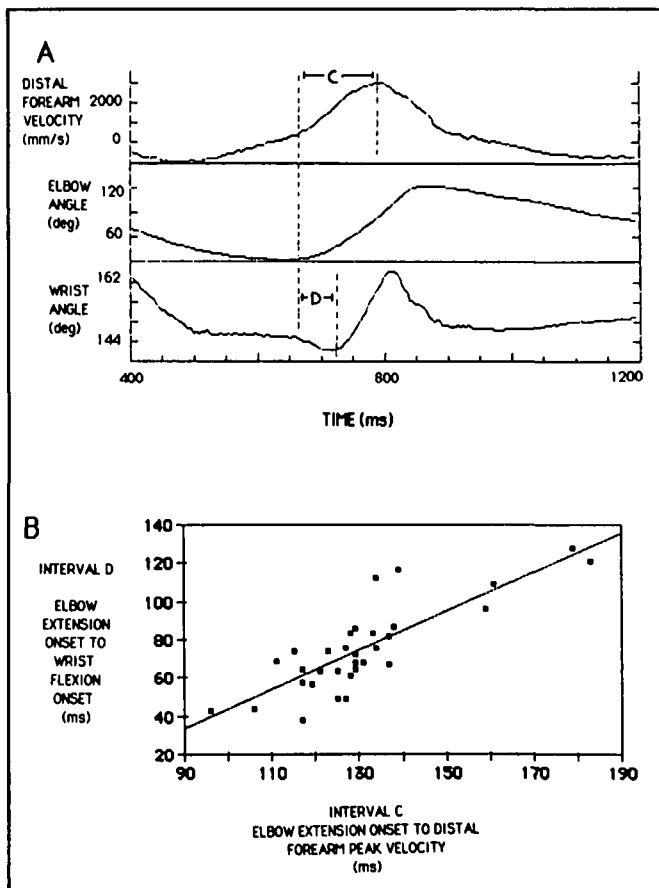 A
DISTAL
FOREARM
VELOCITY
(mm/s)
2000
0
C
ELBOW
ANGLE
(deg)
120
60
WRIST
ANGLE
(deg)
162
144
D
400
800
1200
TIME (ms)
B
INTERVAL D
ELBOW
EXTENSION
ONSET TO
WRIST
FLEXION
ONSET
(ms)
140
120
100
80
60
40
20
90
110
130
150
170
190
INTERVAL C
ELBOW EXTENSION ONSET TO DISTAL
FOREARM PEAK VELOCITY
(ms)